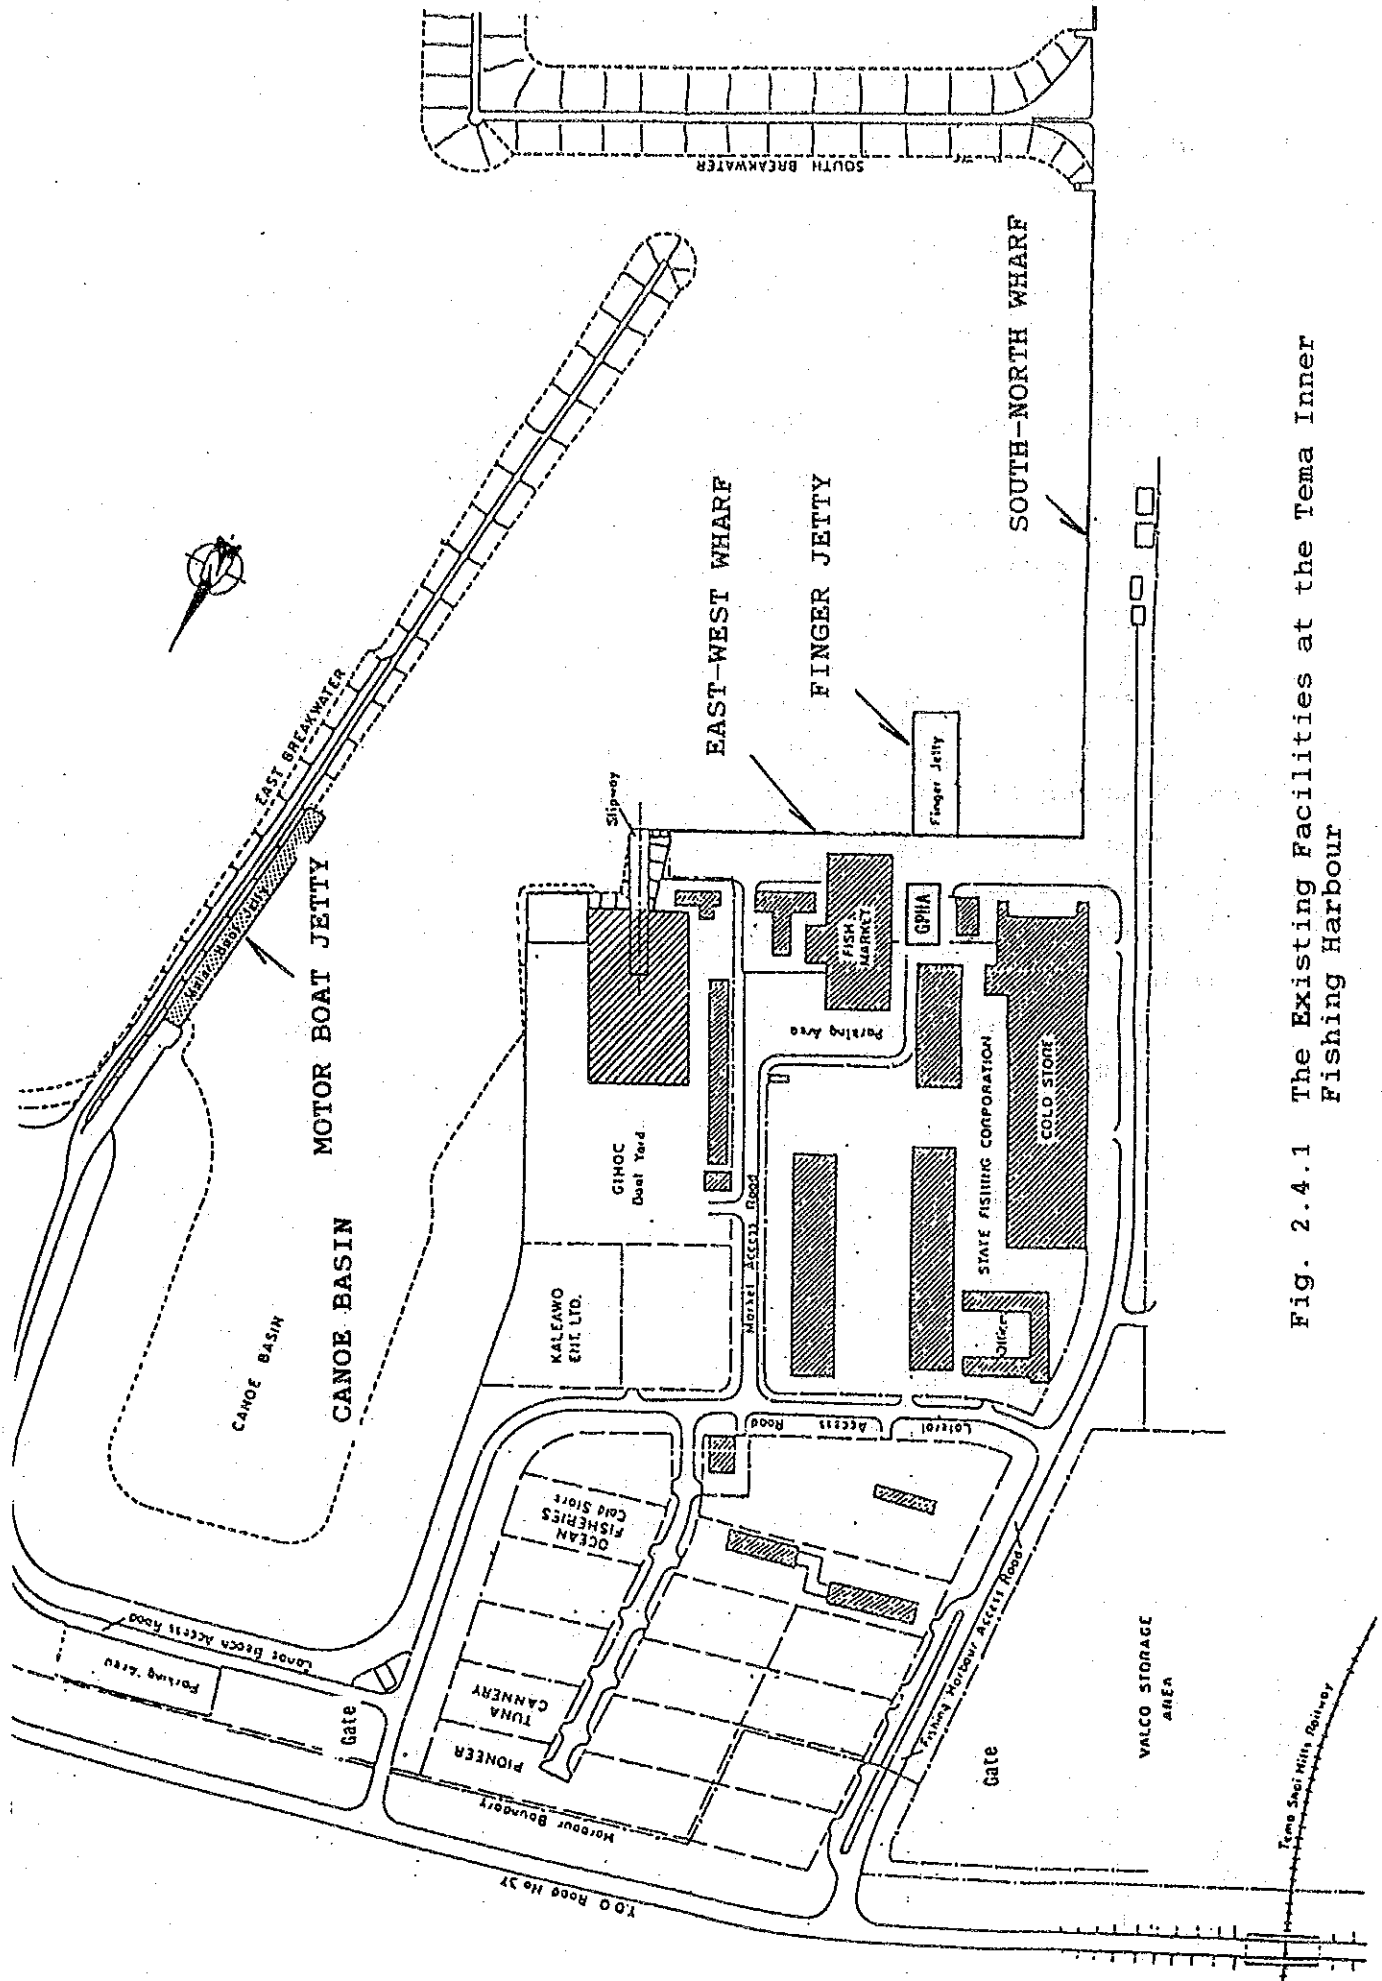 SOUTH BREAKWATER
EAST BREAKWATER
MOTOR BOAT JETTY
CANOE BASIN
CANOE BASIN
EAST-WEST WHARF
FINGER JETTY
SOUTH-NORTH WHARF
Slipway
Finger Jetty
FISH
MARKET
GPHA
Parking Area
GIHOC
Boat Yard
STATE FISHING CORPORATION
COLD STORE
Office
KALEAWO
ENT. LTD.
Market Access Road
Lateral Access Road
OCEAN
FISHERIES
Cold Store
TUNA
CANNERY
PIONEER
Canoe Beach Access Road
Parking Area
Gate
Harbour Boundary
Fishing Harbour Access Road
Gate
VALCO STORAGE
AREA
T.D.C Road No 37
Tema Shai Hills Railway
Fig. 2.4.1 The Existing Facilities at the Tema Inner
Fishing Harbour